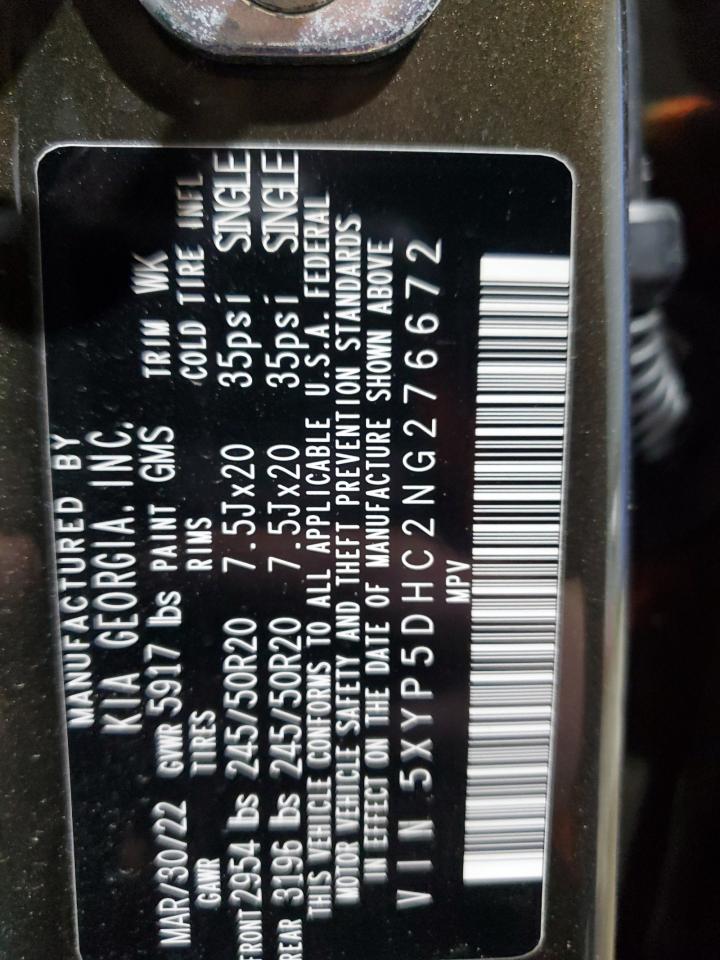 MANUFACTURED BY
KIA GEORGIA. INC.
MAR/30/22 GVWR 5917 lbs PAINT GMS TRIM WK
GAWR TIRES RIMS COLD TIRE INFL
FRONT 2954 lbs 245/50R20 7.5Jx20 35psi SINGLE
REAR 3196 lbs 245/50R20 7.5Jx20 35psi SINGLE
THIS VEHICLE CONFORMS TO ALL APPLICABLE U.S.A. FEDERAL
MOTOR VEHICLE SAFETY AND THEFT PREVENTION STANDARDS
IN EFFECT ON THE DATE OF MANUFACTURE SHOWN ABOVE
VIN 5XYP5DHC2NG276672
MPV